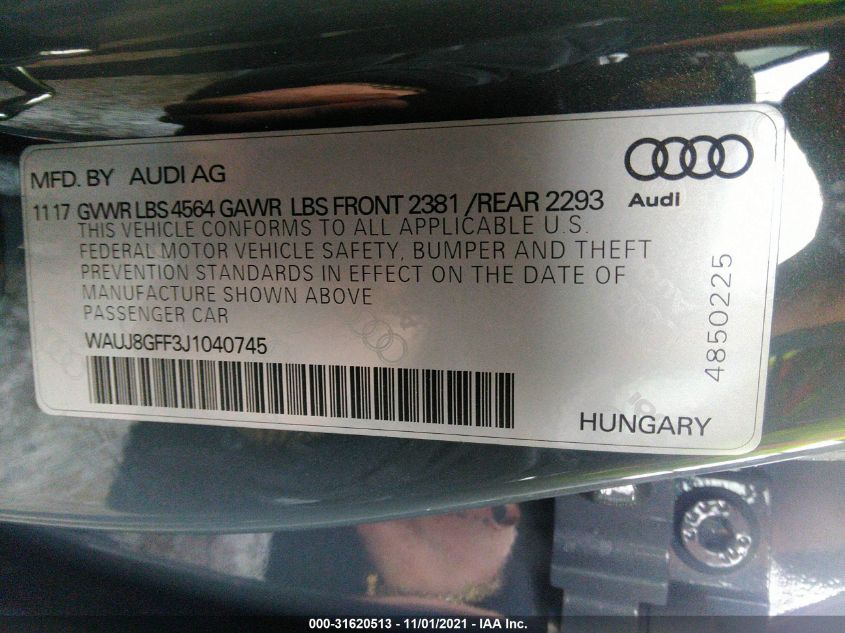 MFD. BY AUDI AG
Audi
11 17 GVWR LBS 4564 GAWR LBS FRONT 2381 /REAR 2293
THIS VEHICLE CONFORMS TO ALL APPLICABLE U.S.
FEDERAL MOTOR VEHICLE SAFETY, BUMPER AND THEFT
PREVENTION STANDARDS IN EFFECT ON THE DATE OF
MANUFACTURE SHOWN ABOVE
PASSENGER CAR
WAUJ8GFF3J1040745
4850225
HUNGARY
000-31620513 - 11/01/2021 - IAA Inc.